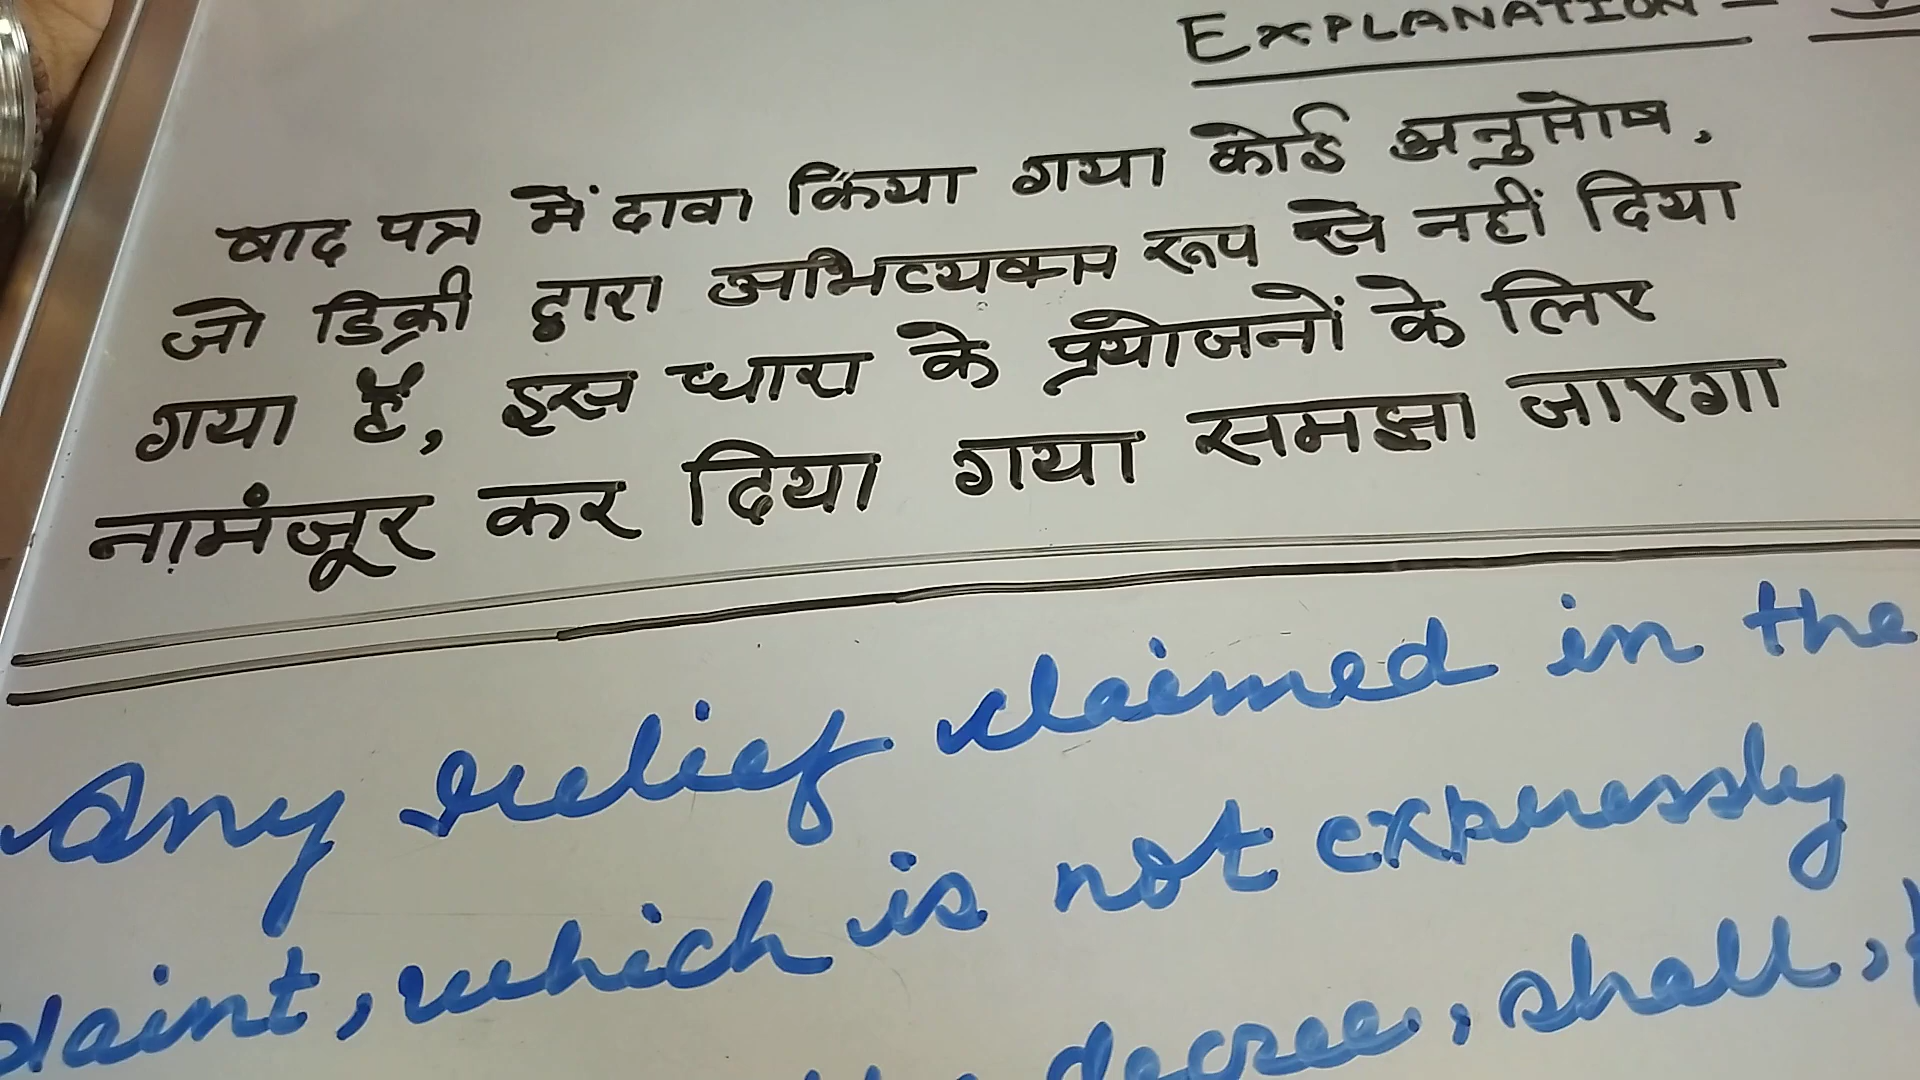 EXPLANATION -
वाद पत्र में दावा किया गया कोई अनुतोष,
जो डिक्री द्वारा अभिव्यक्त रूप से नहीं दिया
गया है, इस धारा के प्रयोजनों के लिए
नामंजूर कर दिया गया समझा जाएगा
Any relief claimed in the
plaint, which is not expressly
decree, shall,